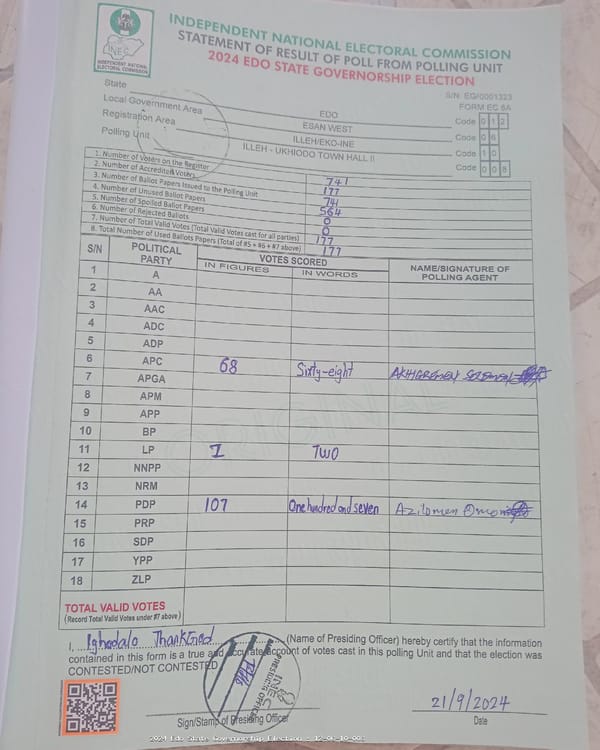 INDEPENDENT NATIONAL ELECTORAL COMMISSION
STATEMENT OF RESULT OF POLL FROM POLLING UNIT
2024 EDO STATE GOVERNORSHIP ELECTION
INEC
INDEPENDENT NATIONAL ELECTORAL COMMISSION
S/N: EG/0001323
FORM EC 8A
State EDO Code 0 1 2
Local Government Area ESAN WEST Code 0 6
Registration Area ILLEH/EKO-INE Code 1 0
Polling Unit ILLEH - UKHIODO TOWN HALL II Code 0 0 8
1. Number of Voters on the Register 741
2. Number of Accredited Voters 177
3. Number of Ballot Papers Issued to the Polling Unit 741
4. Number of Unused Ballot Papers 564
5. Number of Spoiled Ballot Papers 0
6. Number of Rejected Ballots 0
7. Number of Total Valid Votes (Total Valid Votes cast for all parties) 177
8. Total Number of Used Ballots Papers (Total of #5 + #6 + #7 above) 177
S/N POLITICAL PARTY VOTES SCORED NAME/SIGNATURE OF POLLING AGENT
IN FIGURES IN WORDS
1 A
2 AA
3 AAC
4 ADC
5 ADP
6 APC 68 Sixty-eight
7 APGA
8 APM
9 APP
10 BP
11 LP TWO
12 NNPP
13 NRM
14 PDP 107 One hundred and seven Azilomen
15 PRP
16 SDP
17 YPP
18 ZLP
TOTAL VALID VOTES
(Record Total Valid Votes under #7 above)
I, Ighodalo ThankGod (Name of Presiding Officer) hereby certify that the information
contained in this form is a true and accurate account of votes cast in this polling Unit and that the election was
CONTESTED/NOT CONTESTED
PRESIDING OFFICER
INEC
21/9/2024
Sign/Stamp of Presiding Officer Date
2024 Edo State Governorship Election - 12-06-10-008